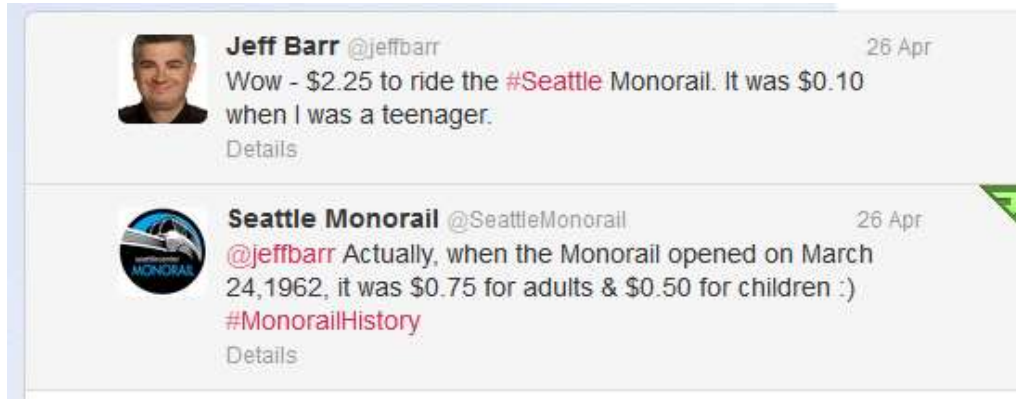 Jeff Barr @jeffbarr 26 Apr
Wow - $2.25 to ride the #Seattle Monorail. It was $0.10
when I was a teenager.
Details
Seattle Monorail @SeattleMonorail 26 Apr
seattlecenter
MONORAIL
@jeffbarr Actually, when the Monorail opened on March
24,1962, it was $0.75 for adults & $0.50 for children :)
#MonorailHistory
Details